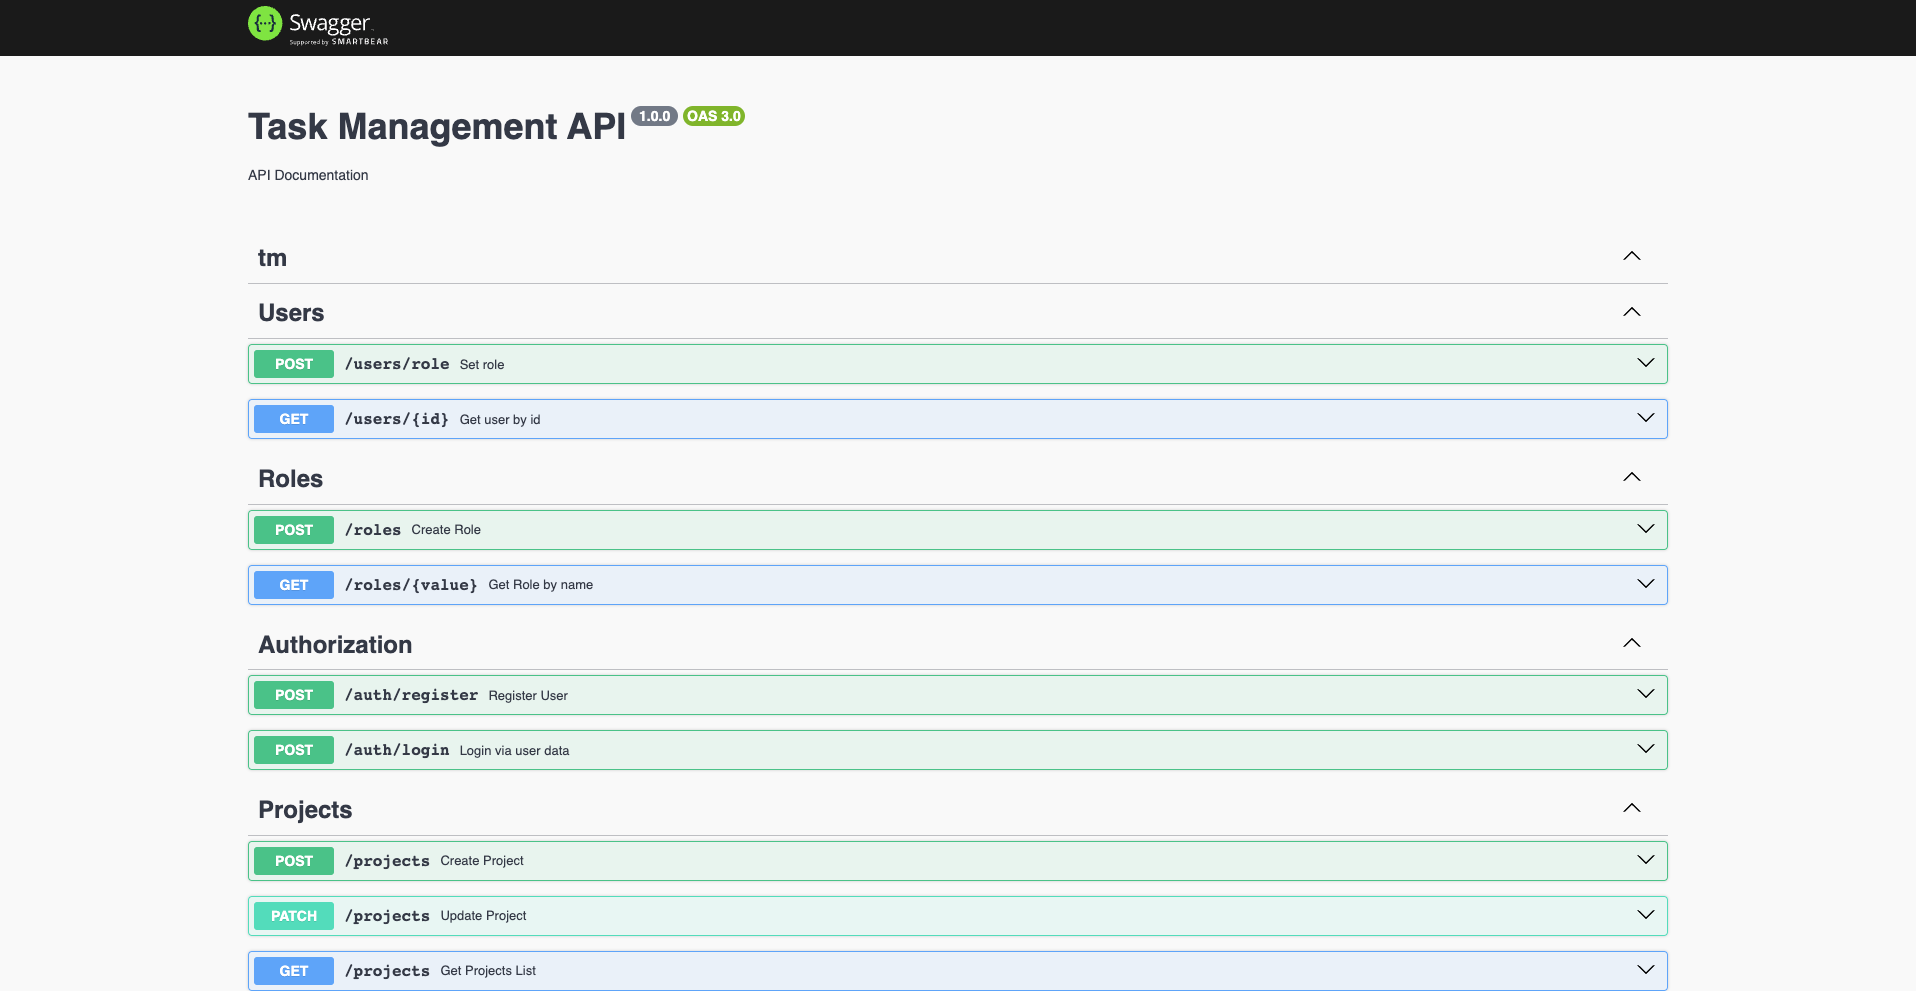 {···} Swagger
Supported by SMARTBEAR
Task Management API 1.0.0 OAS 3.0
API Documentation
tm
Users
POST /users/role Set role
GET /users/{id} Get user by id
Roles
POST /roles Create Role
GET /roles/{value} Get Role by name
Authorization
POST /auth/register Register User
POST /auth/login Login via user data
Projects
POST /projects Create Project
PATCH /projects Update Project
GET /projects Get Projects List